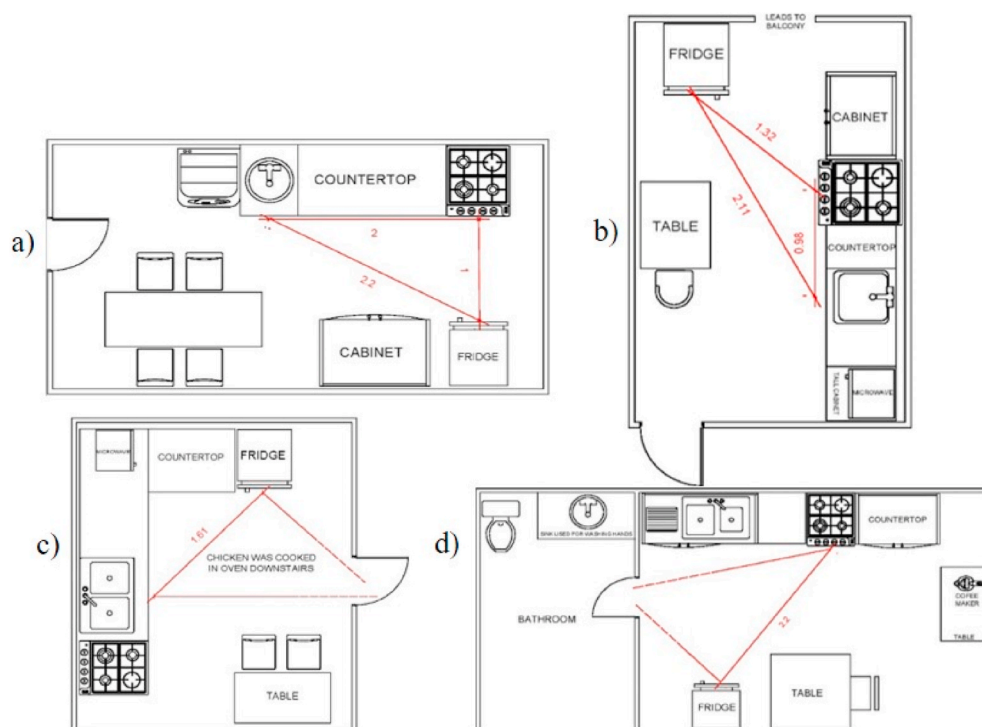 a)
COUNTERTOP
2
2.2
1
CABINET
FRIDGE
b)
LEADS TO
BALCONY
FRIDGE
CABINET
1.32
2.11
0.98
TABLE
COUNTERTOP
TALL CABINET
MICROWAVE
c)
MICROWAVE
COUNTERTOP
FRIDGE
1.61
CHICKEN WAS COOKED
IN OVEN DOWNSTAIRS
TABLE
d)
SINK USED FOR WASHING HANDS
COUNTERTOP
BATHROOM
COFEE
MAKER
TABLE
2.2
FRIDGE
TABLE